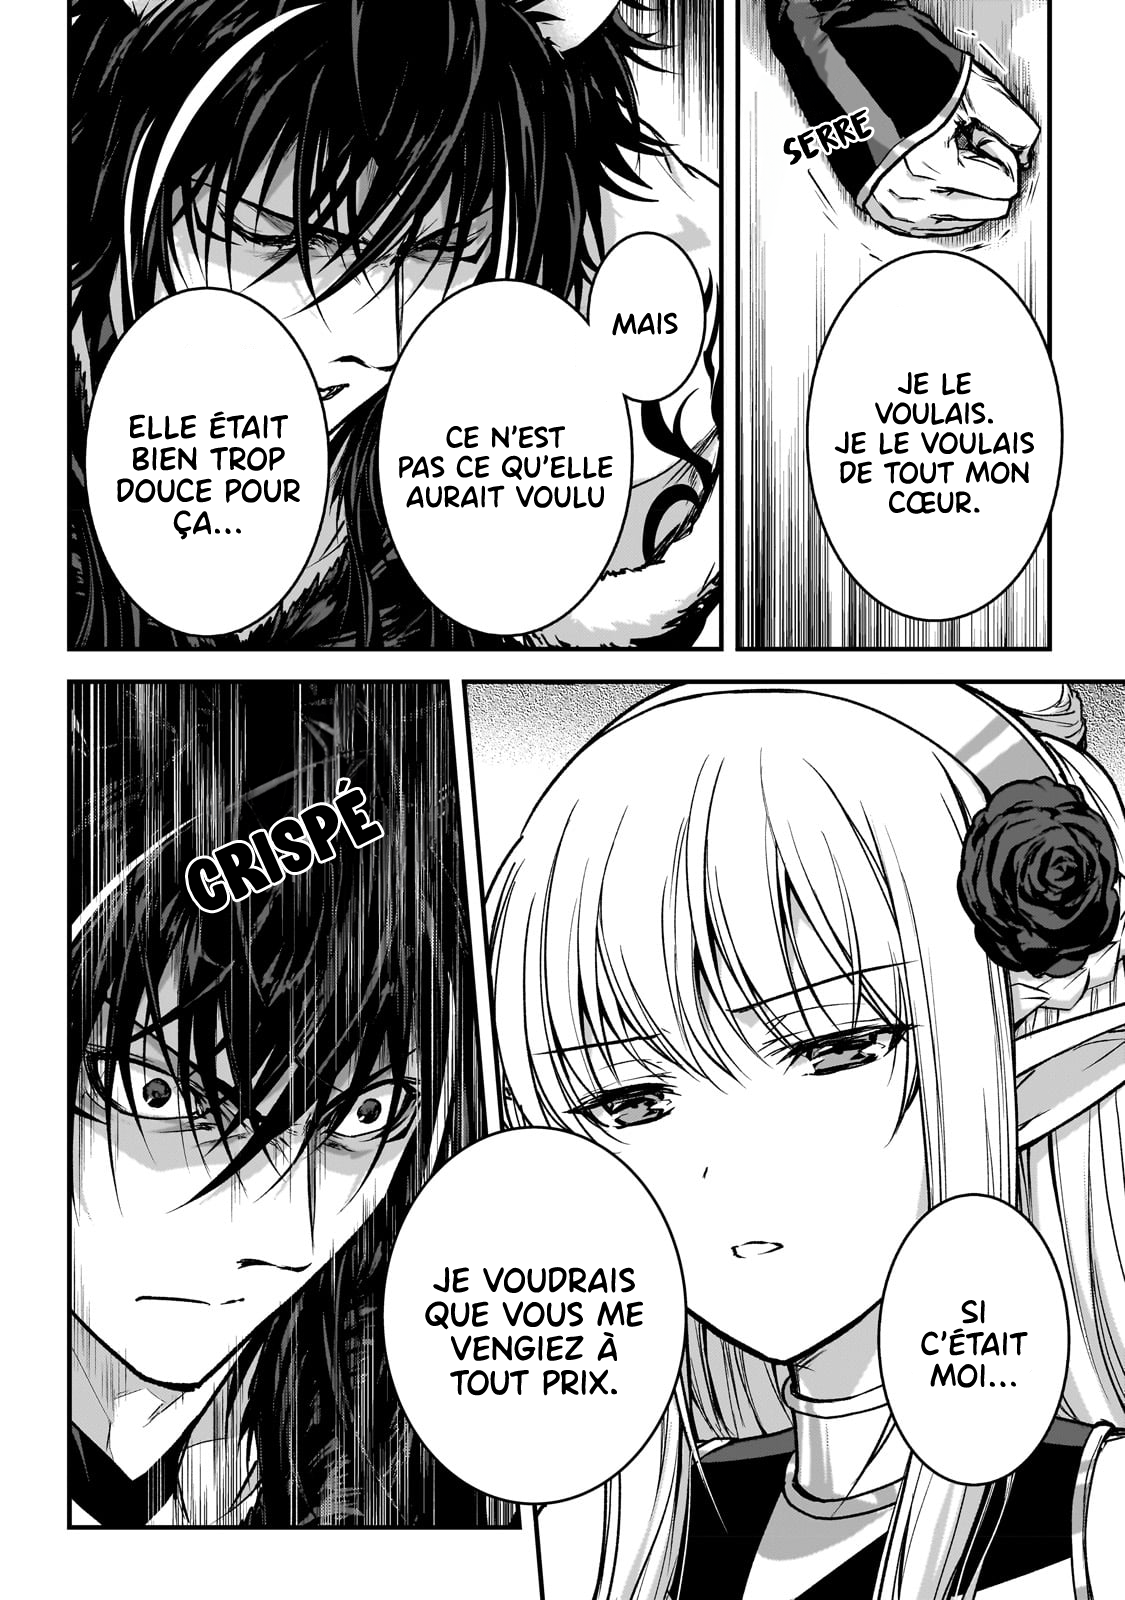 SERRE
JE LE
VOULAIS.
JE LE VOULAIS
DE TOUT MON
CŒUR.
MAIS
CE N'EST
PAS CE QU'ELLE
AURAIT VOULU
ELLE ÉTAIT
BIEN TROP
DOUCE POUR
ÇA...
SI
C'ÉTAIT
MOI...
JE VOUDRAIS
QUE VOUS ME
VENGIEZ À
TOUT PRIX.
CRISPÉ